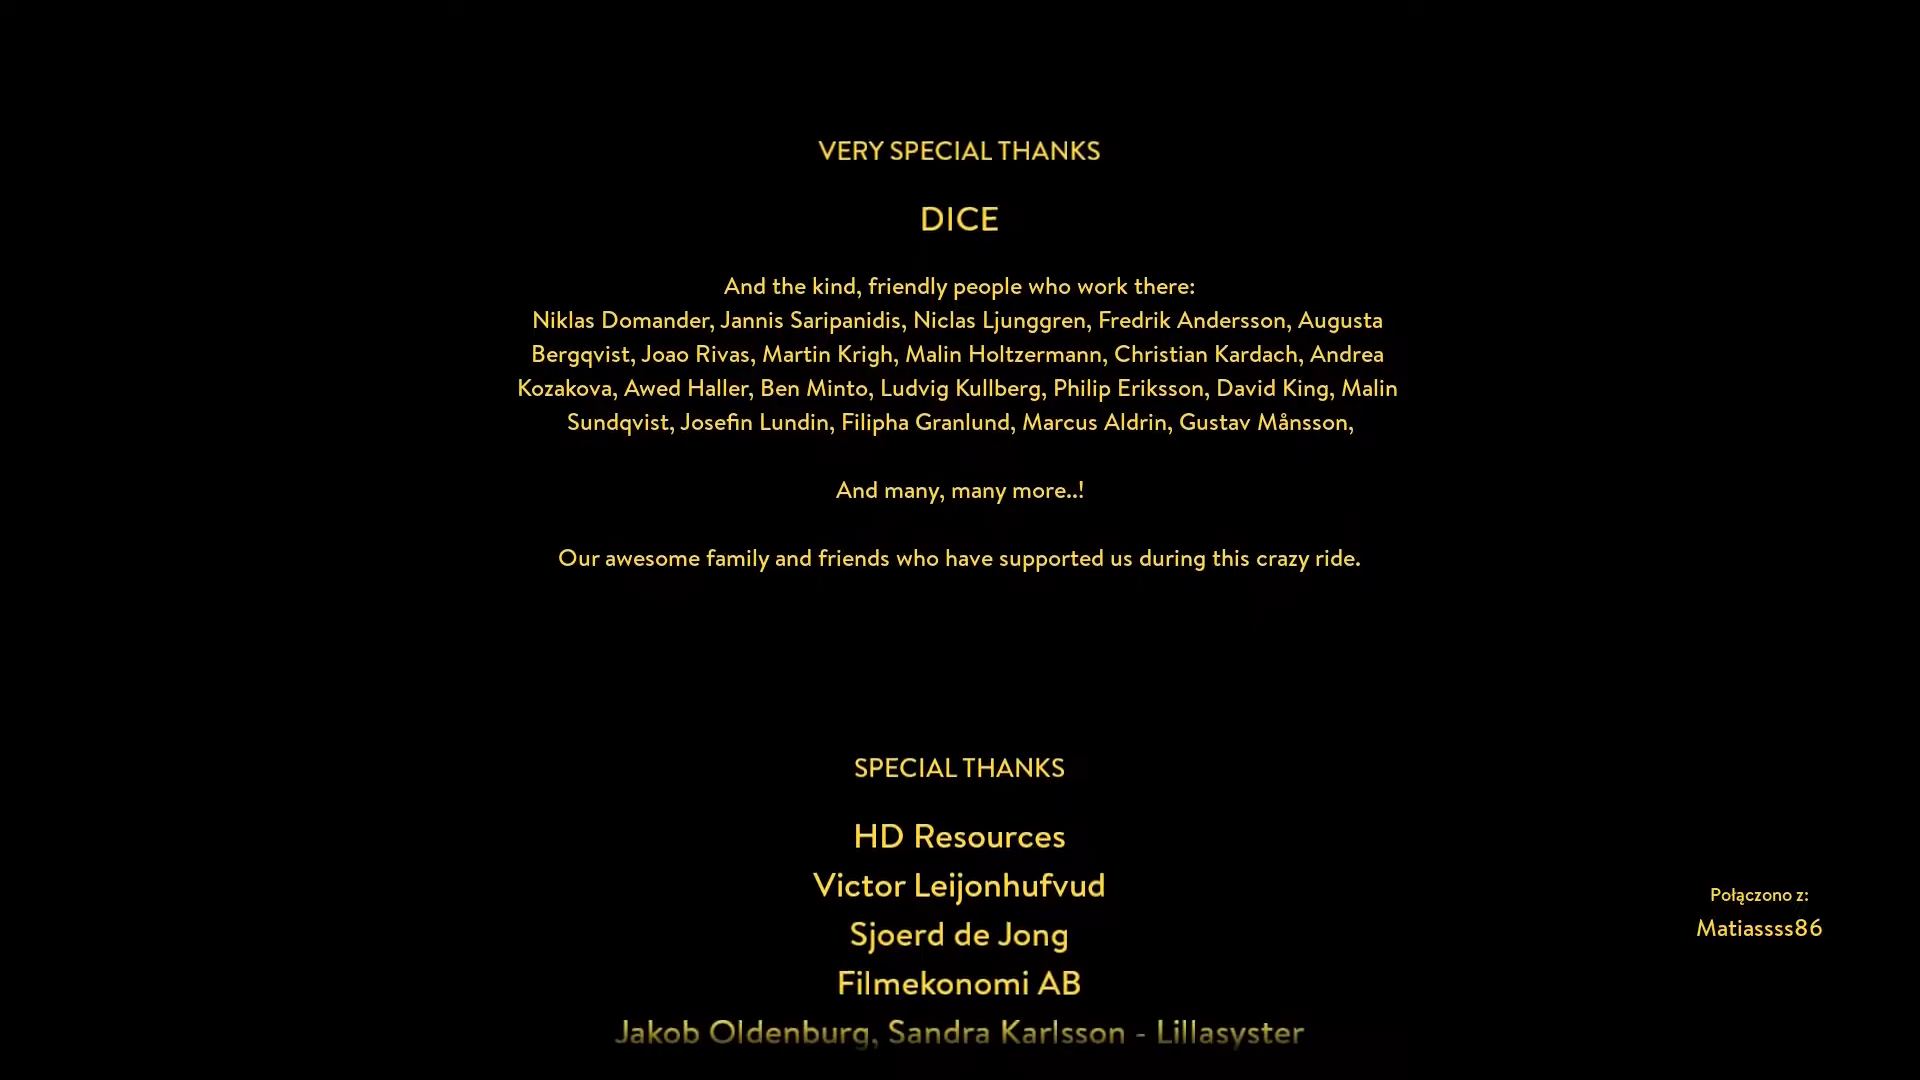 VERY SPECIAL THANKS
DICE
And the kind, friendly people who work there:
Niklas Domander, Jannis Saripanidis, Niclas Ljunggren, Fredrik Andersson, Augusta
Bergqvist, Joao Rivas, Martin Krigh, Malin Holtzermann, Christian Kardach, Andrea
Kozakova, Awed Haller, Ben Minto, Ludvig Kullberg, Philip Eriksson, David King, Malin
Sundqvist, Josefin Lundin, Filipha Granlund, Marcus Aldrin, Gustav Månsson,
And many, many more..!
Our awesome family and friends who have supported us during this crazy ride.
SPECIAL THANKS
HD Resources
Victor Leijonhufvud
Sjoerd de Jong
Filmekonomi AB
Jakob Oldenburg, Sandra Karlsson - Lillasyster
Połączono z:
Matiassss86